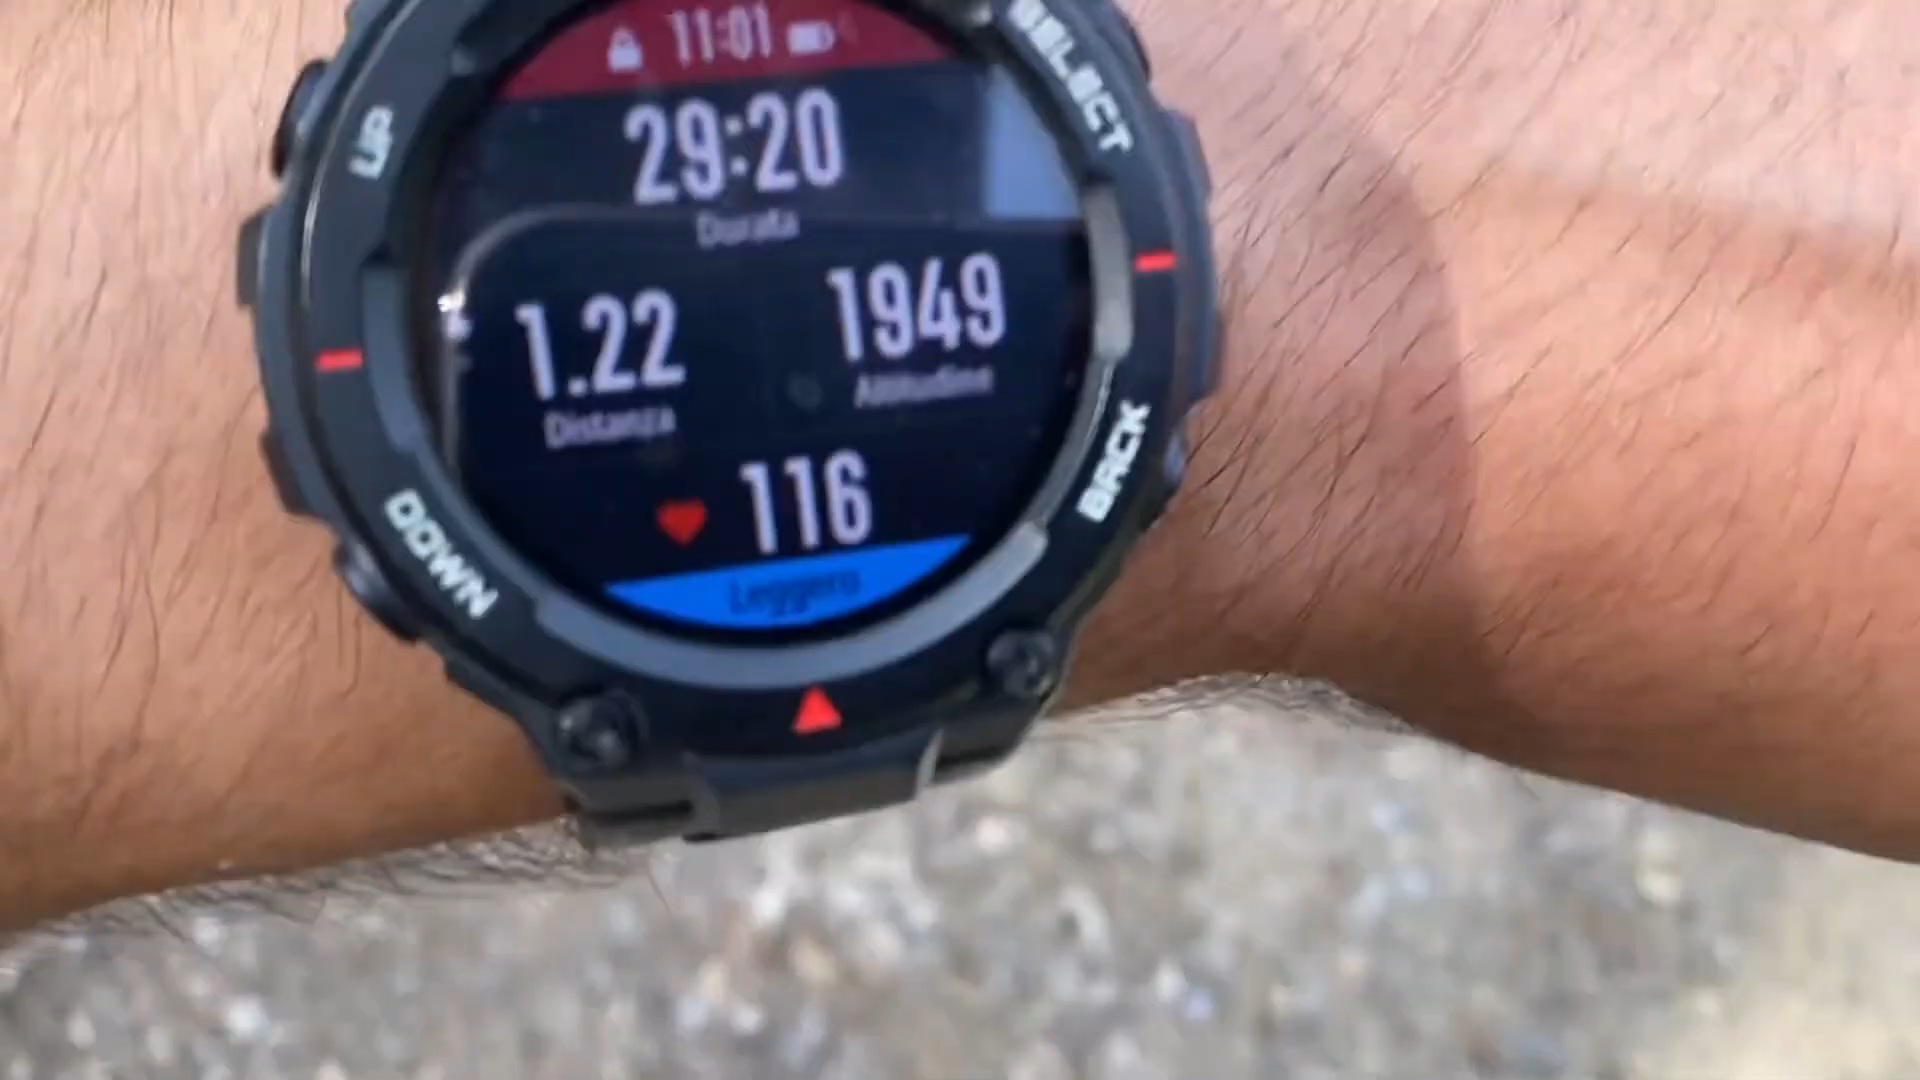 11:01
29:20
Durata
1.22
Distanza
1949
Altitudine
116
Leggero
UP
SELECT
DOWN
BACK